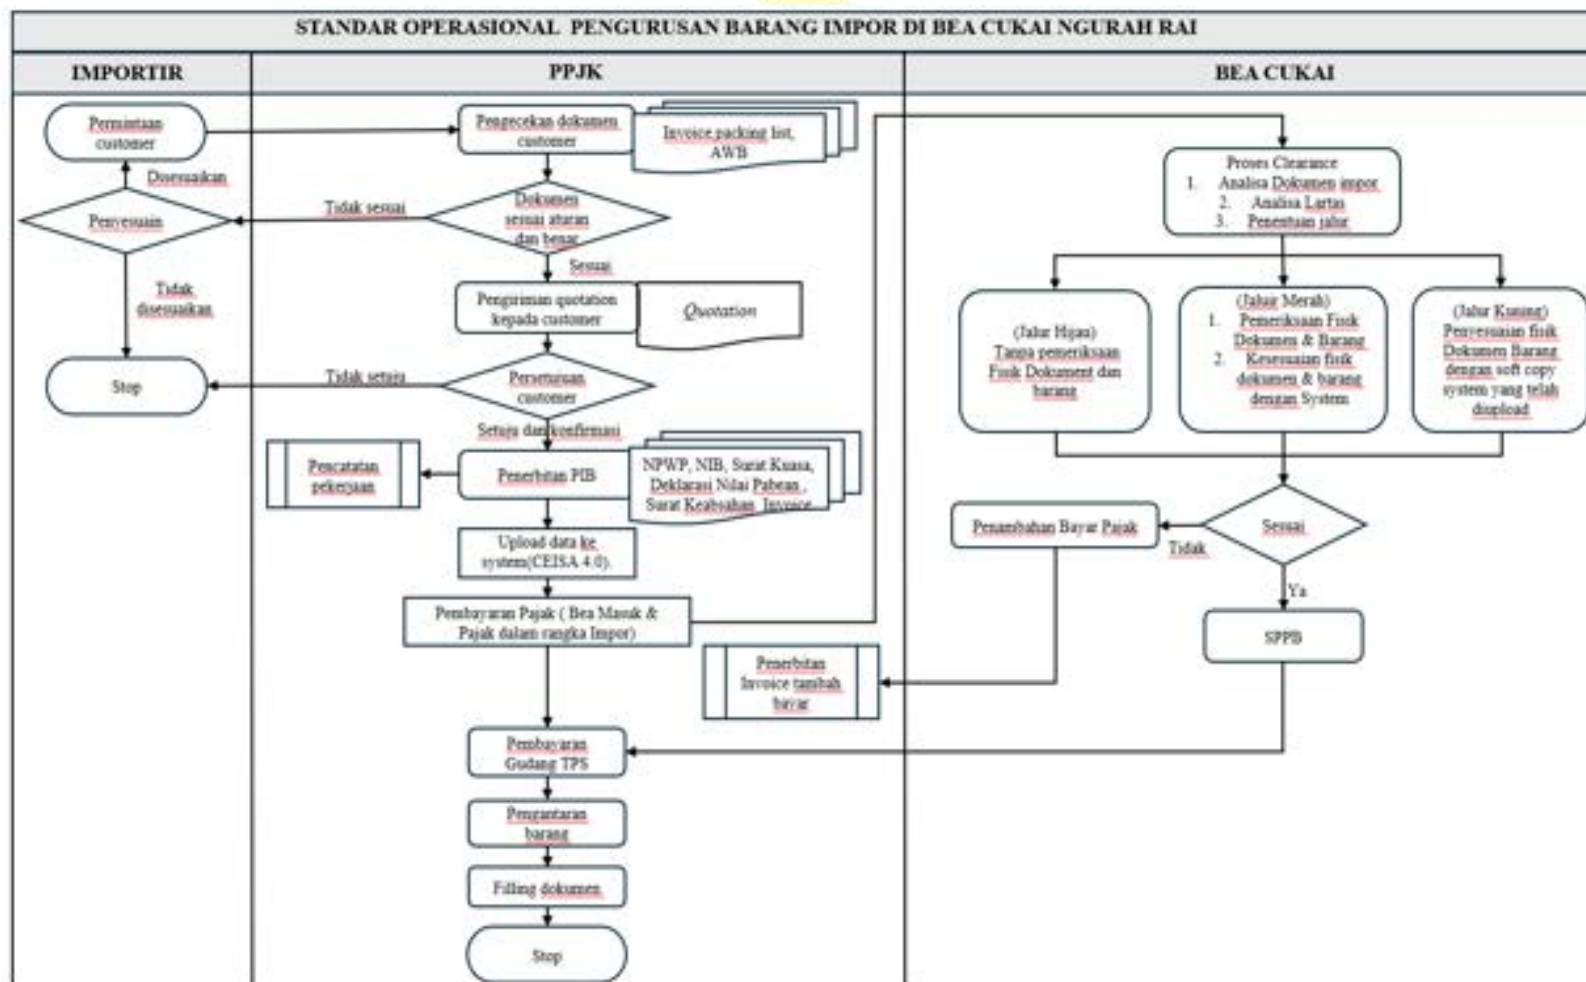 STANDAR OPERASIONAL PENGURUSAN BARANG IMPOR DI BEA CUKAI NGURAH RAI
IMPORTIR
PPJK
BEA CUKAI
Permintaan
customer
Pengecekan dokumen
customer
Invoice,packing list,
AWB
Proses Clearance
1. Analisa Dokumen impor
2. Analisa Lartas
3. Penentuan jalur
Disesuaikan
Penyesuain
Tidak sesuai
Dokumen
sesuai aturan
dan benar
Sesuai
Tidak
disesuaikan
Pengiriman quotation
kepada customer
Quotation
(Jalur Hijau)
Tanpa pemeriksaan
Fisik Dokument dan
barang
(Jaluir Merah)
1. Pemeriksaan Fisik
Dokumen & Barang
2. Kesesuaian fisik
dokumen & barang
dengan System
(Jalur Kuning)
Penyesuaian fisik
Dokumen Barang
dengan soft copy
system yang telah
diupload
Stop
Tidak setuju
Persetujuan
customer
Setuju dan konfirmasi
Pencatatan
pekerjaan
Penerbitan PIB
NPWP, NIB, Surat Kuasa,
Deklarasi Nilai Pabean ,
Surat Keabsahan Invoice
Upload data ke
system(CEISA 4.0).
Pembayaran Pajak ( Bea Masuk &
Pajak dalam rangka Impor)
Penambahan Bayar Pajak
Tidak
Sesuai
Ya
SPPB
Penerbitan
Invoice tambah
bayar
Pembayaran
Gudang TPS
Pengantaran
barang
Filling dokumen
Stop